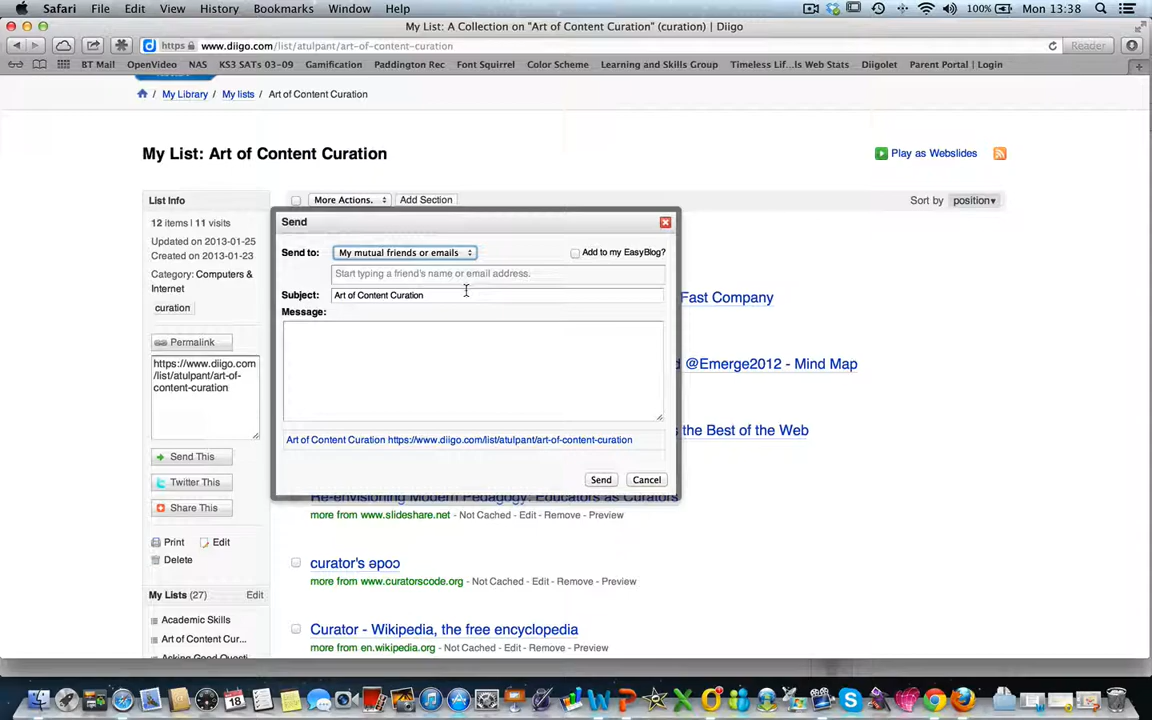 Safari File Edit View History Bookmarks Window Help 100% Mon 13:38
My List: A Collection on "Art of Content Curation" (curation) | Diigo
https www.diigo.com/list/atulpant/art-of-content-curation Reader
BT Mail OpenVideo NAS KS3 SATs 03-09 Gamification Paddington Rec Font Squirrel Color Scheme Learning and Skills Group Timeless Lif...ls Web Stats Diigolet Parent Portal | Login
/ My Library / My lists / Art of Content Curation
My List: Art of Content Curation
Play as Webslides
List Info
More Actions. Add Section
Sort by position▾
12 items | 11 visits
Updated on 2013-01-25
Created on 2013-01-23
Category: Computers &
Internet
curation
Permalink
https://www.diigo.com
/list/atulpant/art-of-
content-curation
Send This
Twitter This
Share This
Print Edit
Delete
My Lists (27) Edit
Academic Skills
Art of Content Cur...
Send
Send to: My mutual friends or emails Add to my EasyBlog?
Start typing a friend's name or email address.
Subject: Art of Content Curation
Message:
Art of Content Curation https://www.diigo.com/list/atulpant/art-of-content-curation
Send Cancel
Fast Company
@Emerge2012 - Mind Map
the Best of the Web
Re-envisioning Modern Pedagogy: Educators as Curators
more from www.slideshare.net - Not Cached - Edit - Remove - Preview
curator's ǝpoɔ
more from www.curatorscode.org - Not Cached - Edit - Remove - Preview
Curator - Wikipedia, the free encyclopedia
more from en.wikipedia.org - Not Cached - Edit - Remove - Preview
18